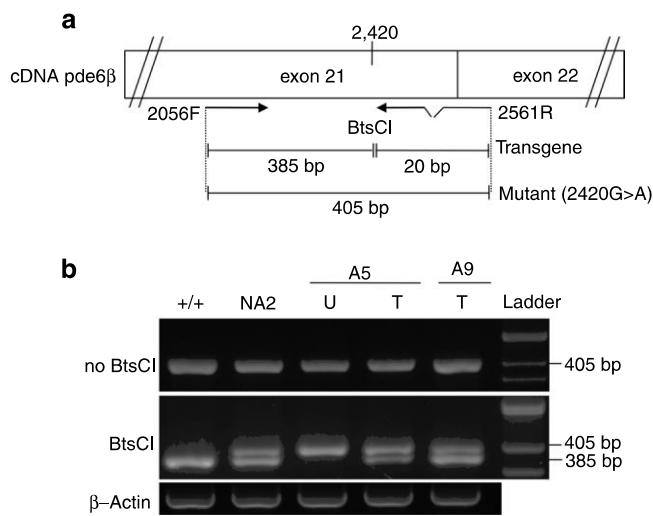 a
2,420
cDNA pde6β
exon 21
exon 22
2056F
2561R
BtsCI
Transgene
385 bp
20 bp
Mutant (2420G>A)
405 bp
b
A5
A9
+/+
NA2
U
T
T
Ladder
no BtsCI
405 bp
BtsCI
405 bp
385 bp
β–Actin